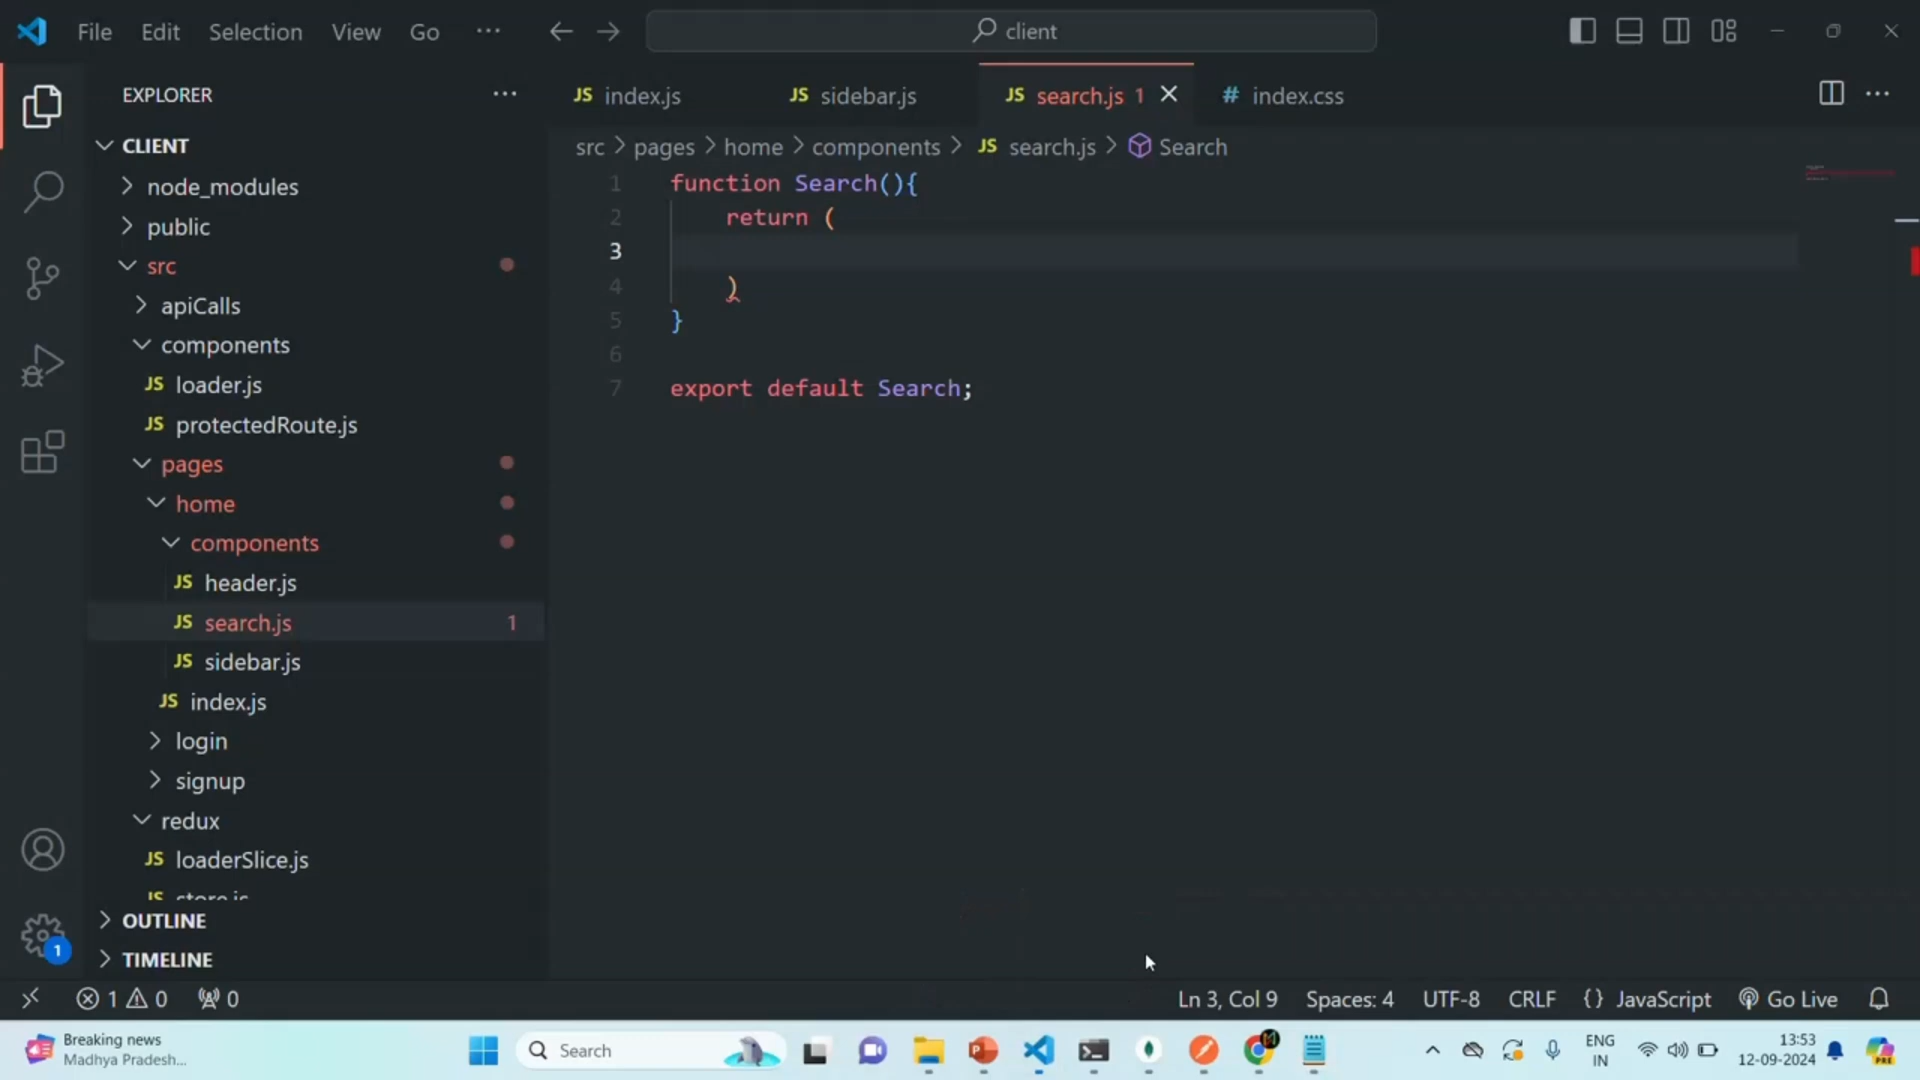 File Edit Selection View Go ··· client
EXPLORER ···
JS index.js JS sidebar.js JS search.js 1 # index.css ···
CLIENT
src > pages > home > components > JS search.js > Search
node_modules
public
src
apiCalls
components
JS loader.js
JS protectedRoute.js
pages
home
components
JS header.js
JS search.js 1
JS sidebar.js
JS index.js
login
signup
redux
JS loaderSlice.js
JS store.js
OUTLINE
TIMELINE
1 function Search(){
2 return (
3
4 )
5 }
6
7 export default Search;
1
1 0 0 Ln 3, Col 9 Spaces: 4 UTF-8 CRLF {} JavaScript Go Live
Breaking news
Madhya Pradesh...
Search
ENG
IN
13:53
12-09-2024
PRE